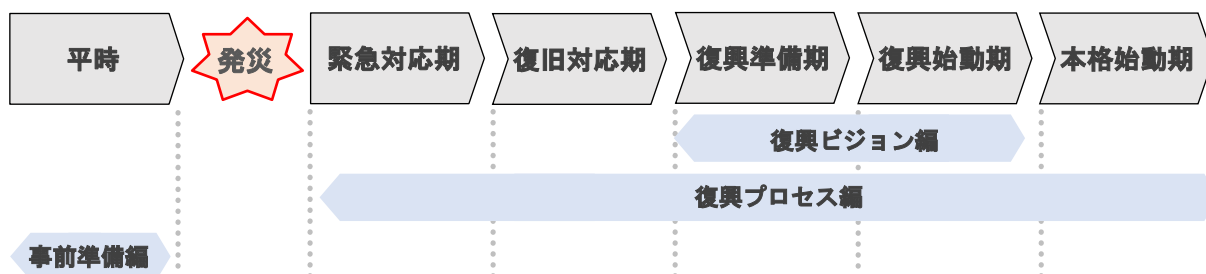 平時
発災
緊急対応期
復旧対応期
復興準備期
復興始動期
本格始動期
復興ビジョン編
復興プロセス編
事前準備編